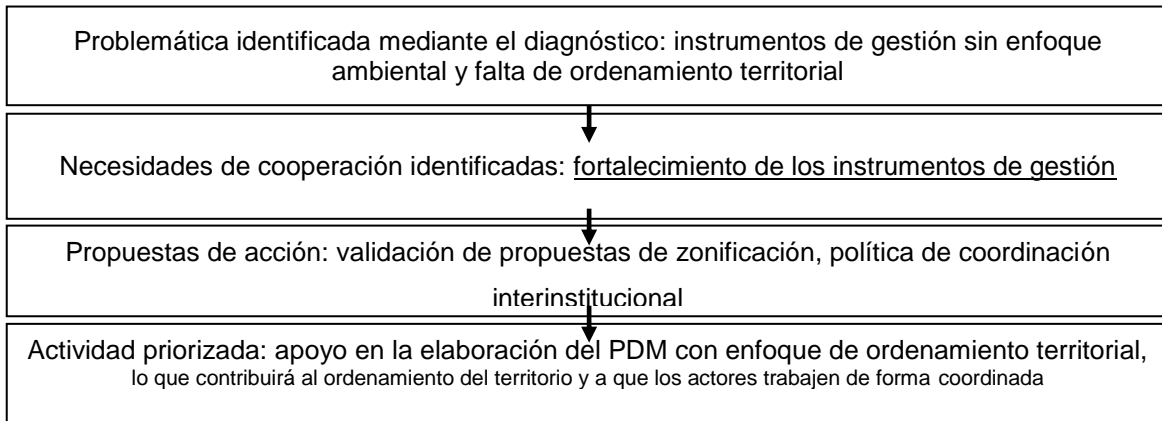 Problemática identificada mediante el diagnóstico: instrumentos de gestión sin enfoque
ambiental y falta de ordenamiento territorial
Necesidades de cooperación identificadas: fortalecimiento de los instrumentos de gestión
Propuestas de acción: validación de propuestas de zonificación, política de coordinación
interinstitucional
Actividad priorizada: apoyo en la elaboración del PDM con enfoque de ordenamiento territorial,
lo que contribuirá al ordenamiento del territorio y a que los actores trabajen de forma coordinada